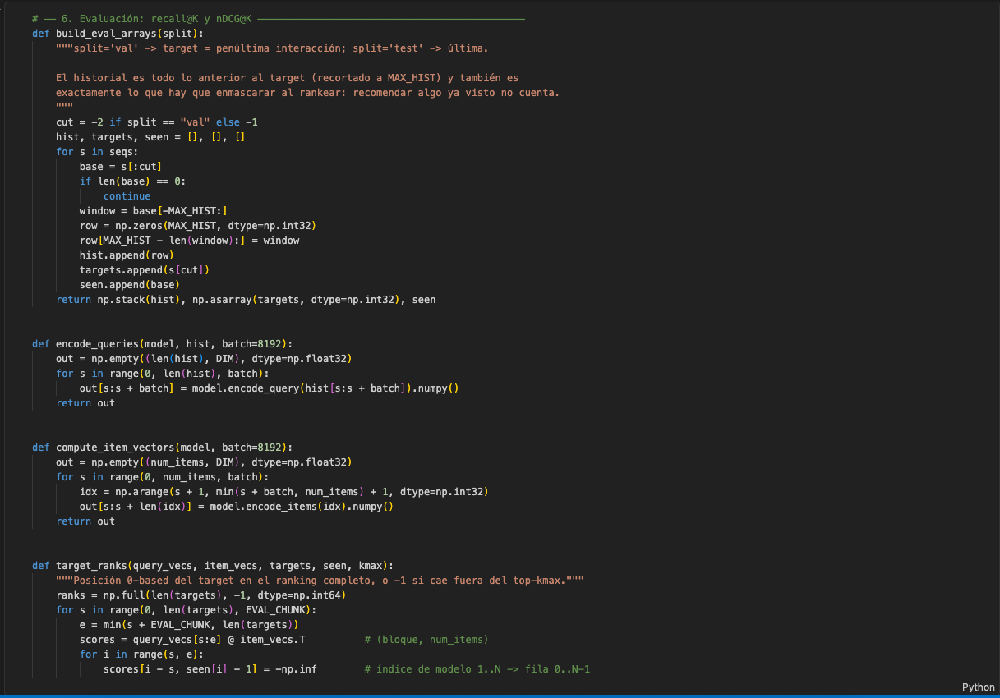 # —— 6. Evaluación: recall@K y nDCG@K ——————————————————————————————
def build_eval_arrays(split):
    """split='val' -> target = penúltima interacción; split='test' -> última.

    El historial es todo lo anterior al target (recortado a MAX_HIST) y también es
    exactamente lo que hay que enmascarar al rankear: recomendar algo ya visto no cuenta.
    """
    cut = -2 if split == "val" else -1
    hist, targets, seen = [], [], []
    for s in seqs:
        base = s[:cut]
        if len(base) == 0:
            continue
        window = base[-MAX_HIST:]
        row = np.zeros(MAX_HIST, dtype=np.int32)
        row[MAX_HIST - len(window):] = window
        hist.append(row)
        targets.append(s[cut])
        seen.append(base)
    return np.stack(hist), np.asarray(targets, dtype=np.int32), seen


def encode_queries(model, hist, batch=8192):
    out = np.empty((len(hist), DIM), dtype=np.float32)
    for s in range(0, len(hist), batch):
        out[s:s + batch] = model.encode_query(hist[s:s + batch]).numpy()
    return out


def compute_item_vectors(model, batch=8192):
    out = np.empty((num_items, DIM), dtype=np.float32)
    for s in range(0, num_items, batch):
        idx = np.arange(s + 1, min(s + batch, num_items) + 1, dtype=np.int32)
        out[s:s + len(idx)] = model.encode_items(idx).numpy()
    return out


def target_ranks(query_vecs, item_vecs, targets, seen, kmax):
    """Posición 0-based del target en el ranking completo, o -1 si cae fuera del top-kmax."""
    ranks = np.full(len(targets), -1, dtype=np.int64)
    for s in range(0, len(targets), EVAL_CHUNK):
        e = min(s + EVAL_CHUNK, len(targets))
        scores = query_vecs[s:e] @ item_vecs.T        # (bloque, num_items)
        for i in range(s, e):
            scores[i - s, seen[i] - 1] = -np.inf        # índice de modelo 1..N -> fila 0..N-1
Python